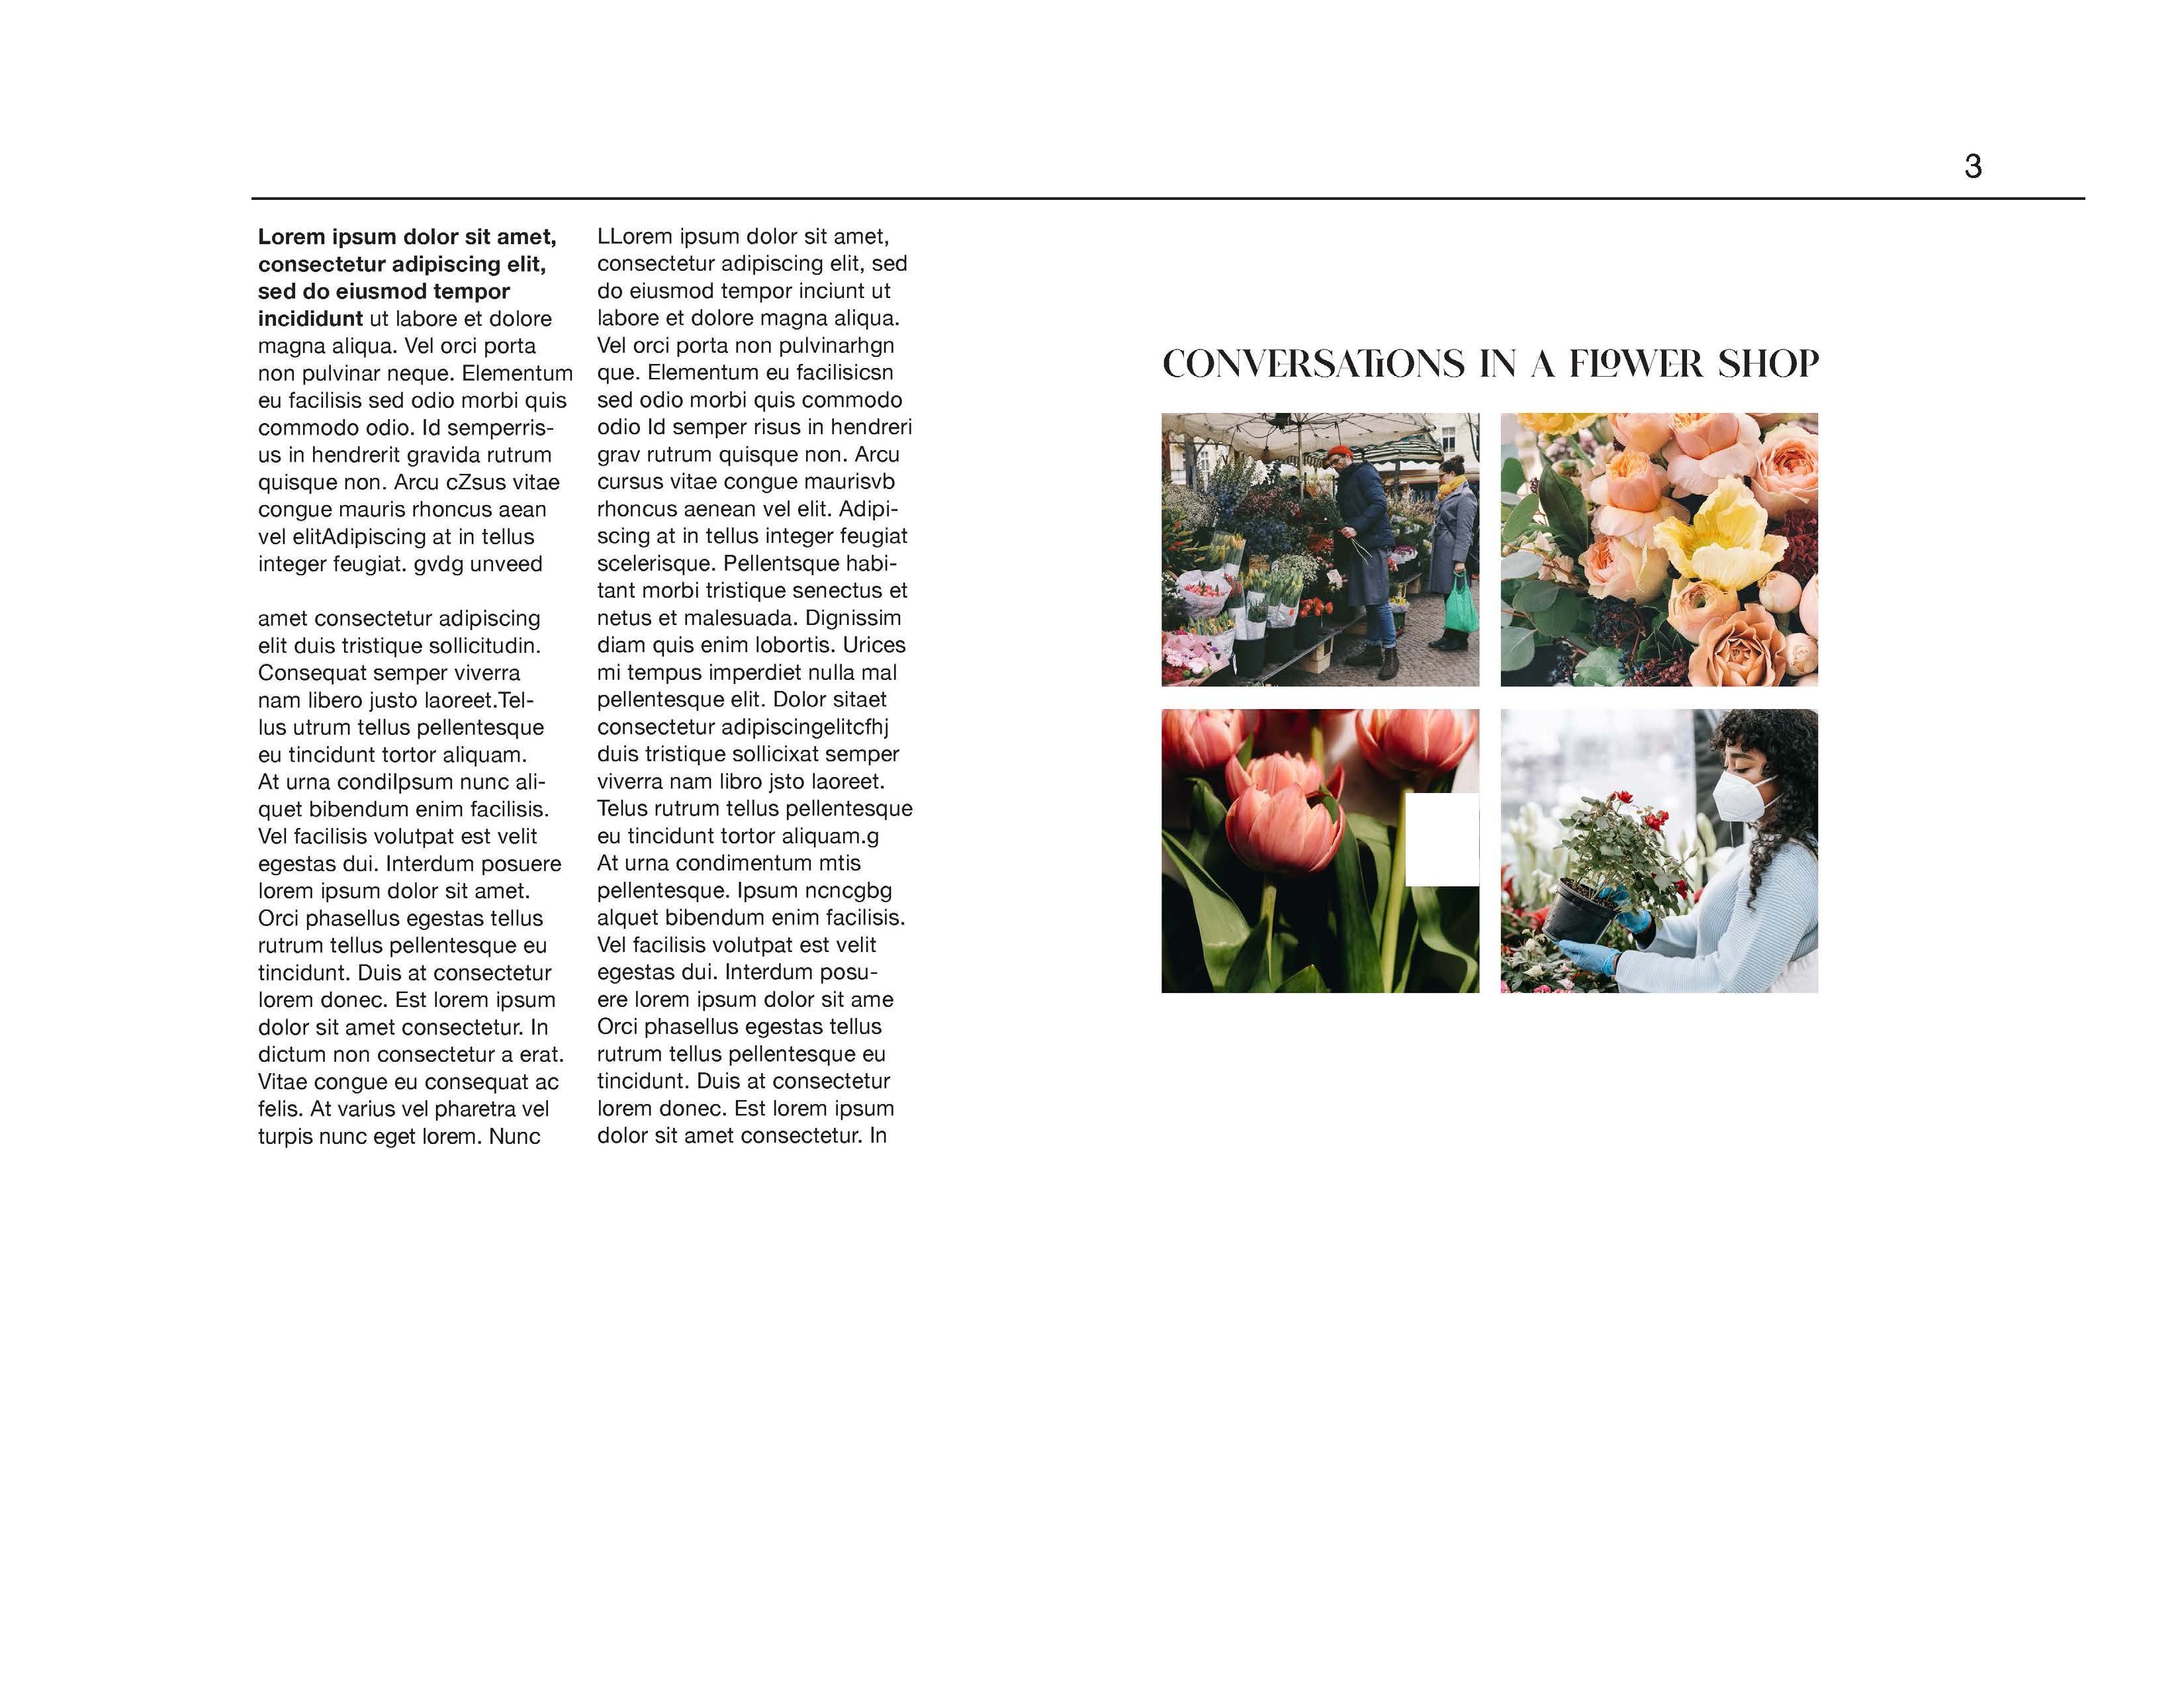 3
Lorem ipsum dolor sit amet,
consectetur adipiscing elit,
sed do eiusmod tempor
incididunt ut labore et dolore
magna aliqua. Vel orci porta
non pulvinar neque. Elementum
eu facilisis sed odio morbi quis
commodo odio. Id semperris-
us in hendrerit gravida rutrum
quisque non. Arcu cZsus vitae
congue mauris rhoncus aean
vel elitAdipiscing at in tellus
integer feugiat. gvdg unveed
amet consectetur adipiscing
elit duis tristique sollicitudin.
Consequat semper viverra
nam libero justo laoreet.Tel-
lus utrum tellus pellentesque
eu tincidunt tortor aliquam.
At urna condiIpsum nunc ali-
quet bibendum enim facilisis.
Vel facilisis volutpat est velit
egestas dui. Interdum posuere
lorem ipsum dolor sit amet.
Orci phasellus egestas tellus
rutrum tellus pellentesque eu
tincidunt. Duis at consectetur
lorem donec. Est lorem ipsum
dolor sit amet consectetur. In
dictum non consectetur a erat.
Vitae congue eu consequat ac
felis. At varius vel pharetra vel
turpis nunc eget lorem. Nunc
LLorem ipsum dolor sit amet,
consectetur adipiscing elit, sed
do eiusmod tempor inciunt ut
labore et dolore magna aliqua.
Vel orci porta non pulvinarhgn
que. Elementum eu facilisicsn
sed odio morbi quis commodo
odio Id semper risus in hendreri
grav rutrum quisque non. Arcu
cursus vitae congue maurisvb
rhoncus aenean vel elit. Adipi-
scing at in tellus integer feugiat
scelerisque. Pellentsque habi-
tant morbi tristique senectus et
netus et malesuada. Dignissim
diam quis enim lobortis. Urices
mi tempus imperdiet nulla mal
pellentesque elit. Dolor sitaet
consectetur adipiscingelitcfhj
duis tristique sollicixat semper
viverra nam libro jsto laoreet.
Telus rutrum tellus pellentesque
eu tincidunt tortor aliquam.g
At urna condimentum mtis
pellentesque. Ipsum ncncgbg
alquet bibendum enim facilisis.
Vel facilisis volutpat est velit
egestas dui. Interdum posu-
ere lorem ipsum dolor sit ame
Orci phasellus egestas tellus
rutrum tellus pellentesque eu
tincidunt. Duis at consectetur
lorem donec. Est lorem ipsum
dolor sit amet consectetur. In
CONVERSATiONS IN A FLOWER SHOP